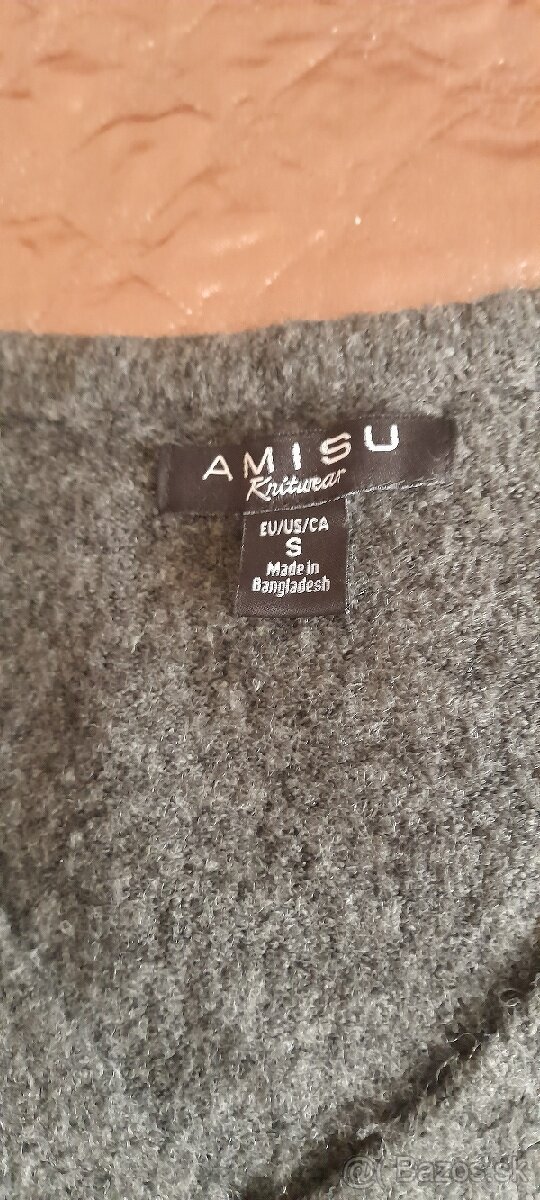 AMISU
Knitwear
EU/US/CA
S
Made in
Bangladesh
Bazos.sk